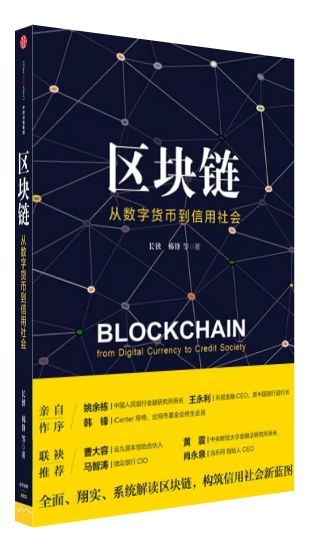 区块链
从数字货币到信用社会
长铗 韩锋 等◎著
BLOCKCHAIN
from Digital Currency to Credit Society
亲自作序
姚余栋 | 中国人民银行金融研究所所长
王永利 | 乐视金融CEO、原中国银行副行长
韩 锋 | iCenter 导师、比特币基金会终生会员
联袂推荐
曹大容 | 云九资本创始合伙人
黄 震 | 中央财经大学金融法研究所所长
马智涛 | 微众银行 CIO
肖永泉 | 法乐网 创始人 CEO
全面、翔实、系统解读区块链，构筑信用社会新蓝图
区块链
从数字货币到信用社会
长铗 韩锋 等◎著